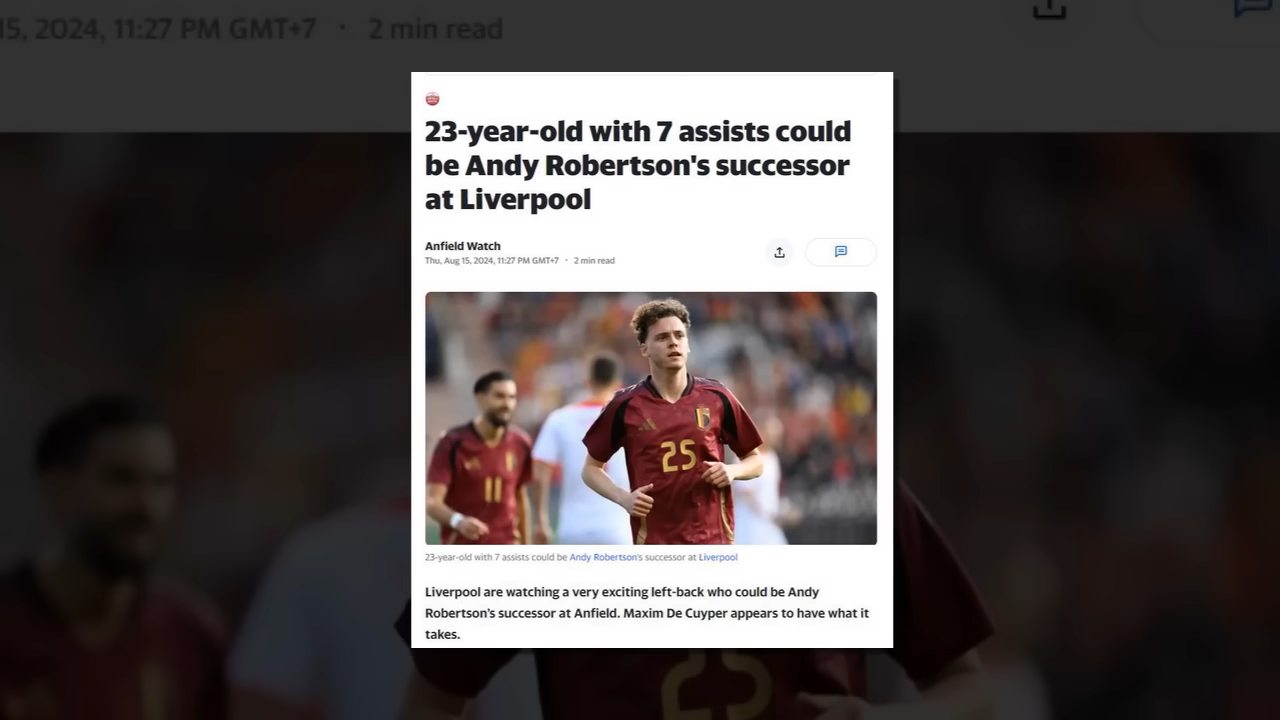 15, 2024, 11:27 PM GMT+7 · 2 min read
23-year-old with 7 assists could
be Andy Robertson's successor
at Liverpool
Anfield Watch
Thu, Aug 15, 2024, 11:27 PM GMT+7 · 2 min read
11
25
23-year-old with 7 assists could be Andy Robertson's successor at Liverpool
Liverpool are watching a very exciting left-back who could be Andy
Robertson's successor at Anfield. Maxim De Cuyper appears to have what it
takes.
25